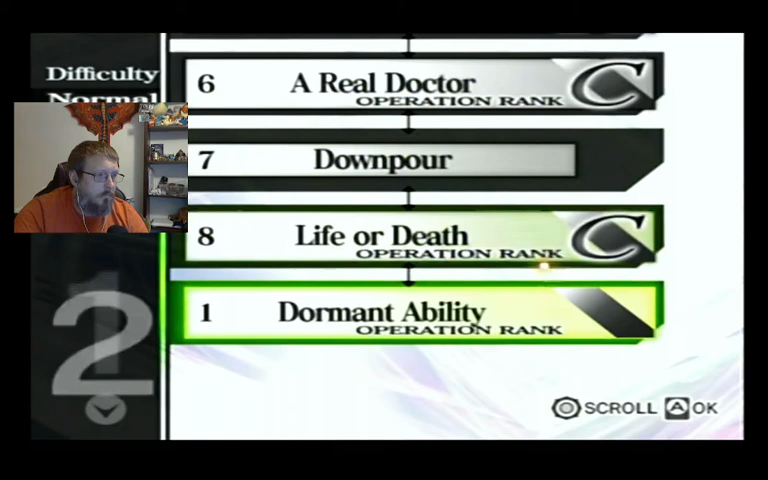 Difficulty
Normal
6 A Real Doctor C
OPERATION RANK
7 Downpour
8 Life or Death C
OPERATION RANK
1 Dormant Ability
OPERATION RANK
2
SCROLL A OK